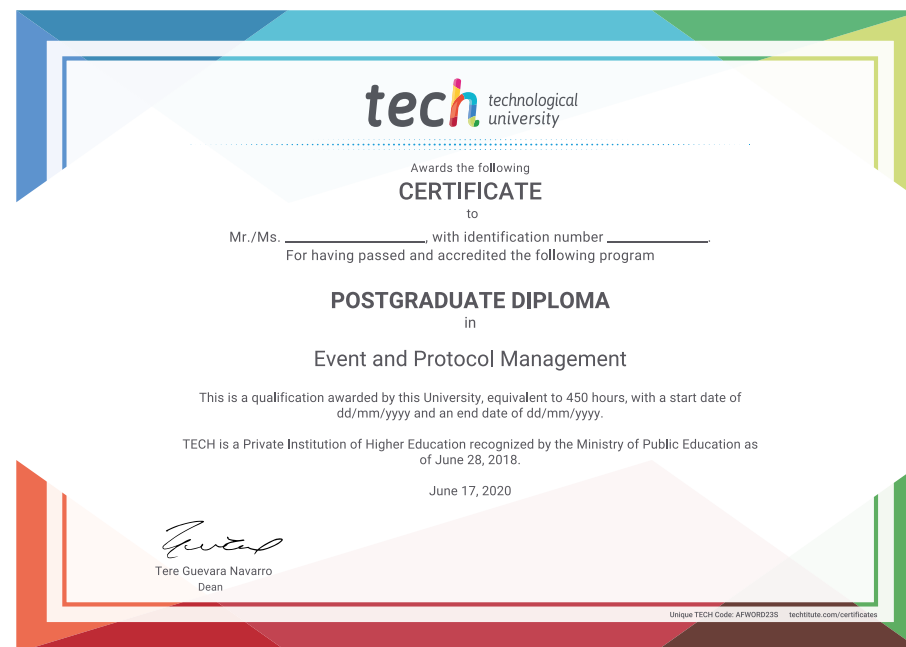 tech technological
university
Awards the following
CERTIFICATE
to
Mr./Ms. ____________________, with identification number ______________.
For having passed and accredited the following program
POSTGRADUATE DIPLOMA
in
Event and Protocol Management
This is a qualification awarded by this University, equivalent to 450 hours, with a start date of
dd/mm/yyyy and an end date of dd/mm/yyyy.
TECH is a Private Institution of Higher Education recognized by the Ministry of Public Education as
of June 28, 2018.
June 17, 2020
Tere Guevara Navarro
Dean
Unique TECH Code: AFWORD23S techtitute.com/certificates